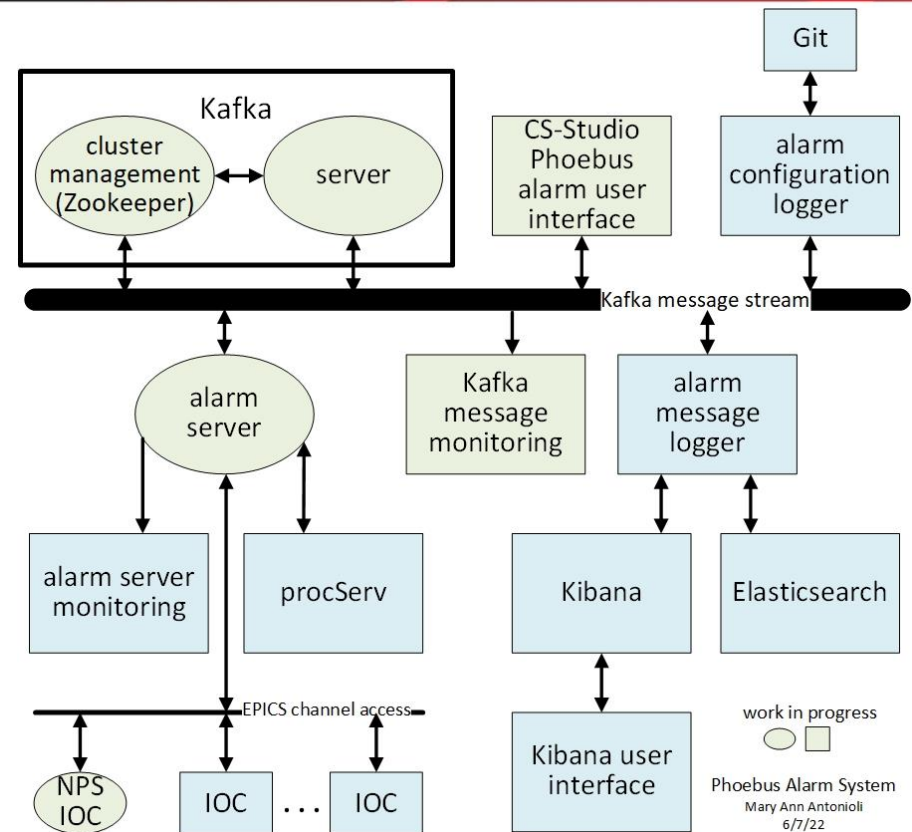 Git
Kafka
cluster
management
(Zookeeper)
server
CS-Studio
Phoebus
alarm user
interface
alarm
configuration
logger
Kafka message stream
alarm
server
Kafka
message
monitoring
alarm
message
logger
alarm server
monitoring
procServ
Kibana
Elasticsearch
EPICS channel access
NPS
IOC
IOC
...
IOC
Kibana user
interface
work in progress
Phoebus Alarm System
Mary Ann Antonioli
6/7/22